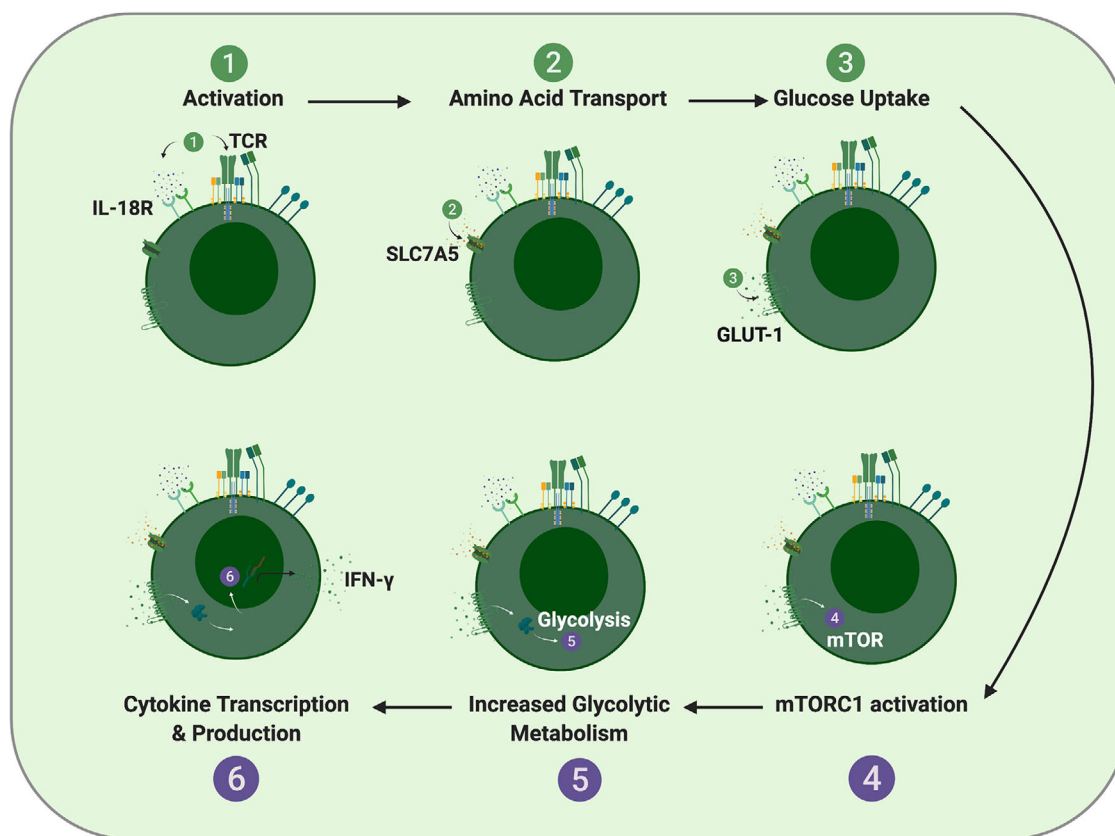 1
2
3
Activation
Amino Acid Transport
Glucose Uptake
1
TCR
IL-18R
2
SLC7A5
3
GLUT-1
6
IFN-γ
Glycolysis
5
4
mTOR
Cytokine Transcription
& Production
Increased Glycolytic
Metabolism
mTORC1 activation
6
5
4